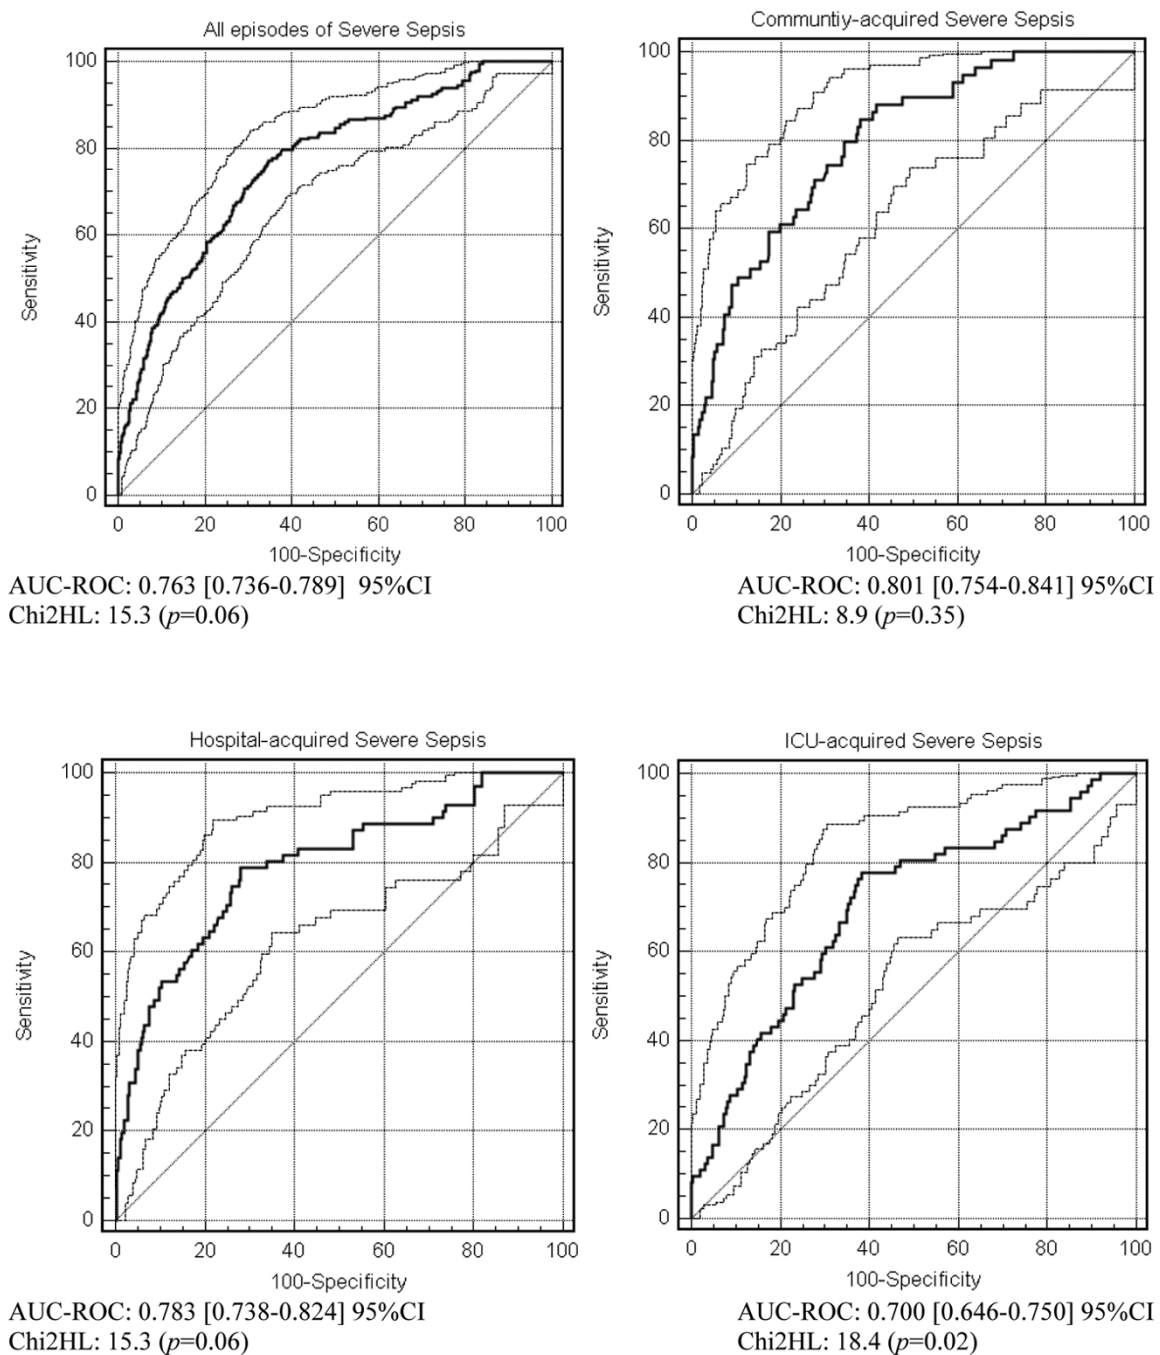 All episodes of Severe Sepsis
100
80
60
40
20
0
Sensitivity
0 20 40 60 80 100
100-Specificity
AUC-ROC: 0.763 [0.736-0.789] 95%CI
Chi2HL: 15.3 (p=0.06)
Communtiy-acquired Severe Sepsis
100
80
60
40
20
0
Sensitivity
0 20 40 60 80 100
100-Specificity
AUC-ROC: 0.801 [0.754-0.841] 95%CI
Chi2HL: 8.9 (p=0.35)
Hospital-acquired Severe Sepsis
100
80
60
40
20
0
Sensitivity
0 20 40 60 80 100
100-Specificity
AUC-ROC: 0.783 [0.738-0.824] 95%CI
Chi2HL: 15.3 (p=0.06)
ICU-acquired Severe Sepsis
100
80
60
40
20
0
Sensitivity
0 20 40 60 80 100
100-Specificity
AUC-ROC: 0.700 [0.646-0.750] 95%CI
Chi2HL: 18.4 (p=0.02)